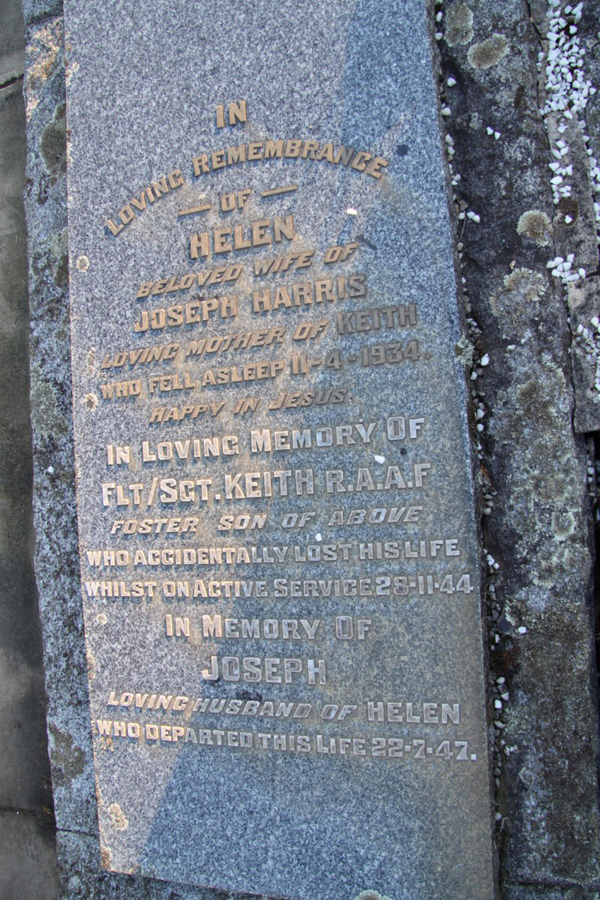 IN
LOVING REMEMBRANCE
— OF —
HELEN
BELOVED WIFE OF
JOSEPH HARRIS
LOVING MOTHER OF KEITH
WHO FELL ASLEEP 11-4-1934.
HAPPY IN JESUS.
IN LOVING MEMORY OF
FLT/SGT. KEITH R.A.A.F
FOSTER SON OF ABOVE
WHO ACCIDENTALLY LOST HIS LIFE
WHILST ON ACTIVE SERVICE 28-11-44
IN MEMORY OF
JOSEPH
LOVING HUSBAND OF HELEN
WHO DEPARTED THIS LIFE 22-7-47.